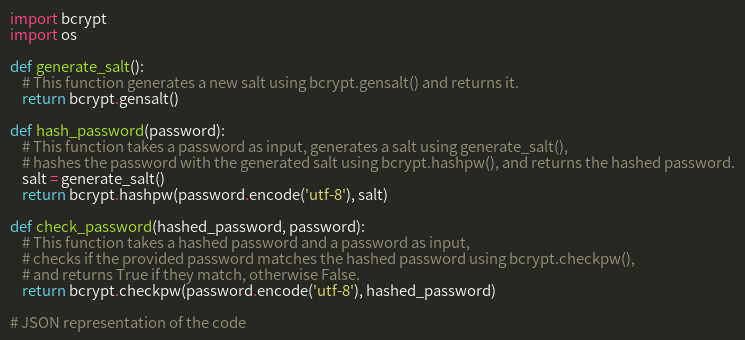 import bcrypt
import os
def generate_salt():
# This function generates a new salt using bcrypt.gensalt() and returns it.
return bcrypt.gensalt()
def hash_password(password):
# This function takes a password as input, generates a salt using generate_salt(),
# hashes the password with the generated salt using bcrypt.hashpw(), and returns the hashed password.
salt = generate_salt()
return bcrypt.hashpw(password.encode('utf-8'), salt)
def check_password(hashed_password, password):
# This function takes a hashed password and a password as input,
# checks if the provided password matches the hashed password using bcrypt.checkpw(),
# and returns True if they match, otherwise False.
return bcrypt.checkpw(password.encode('utf-8'), hashed_password)
# JSON representation of the code